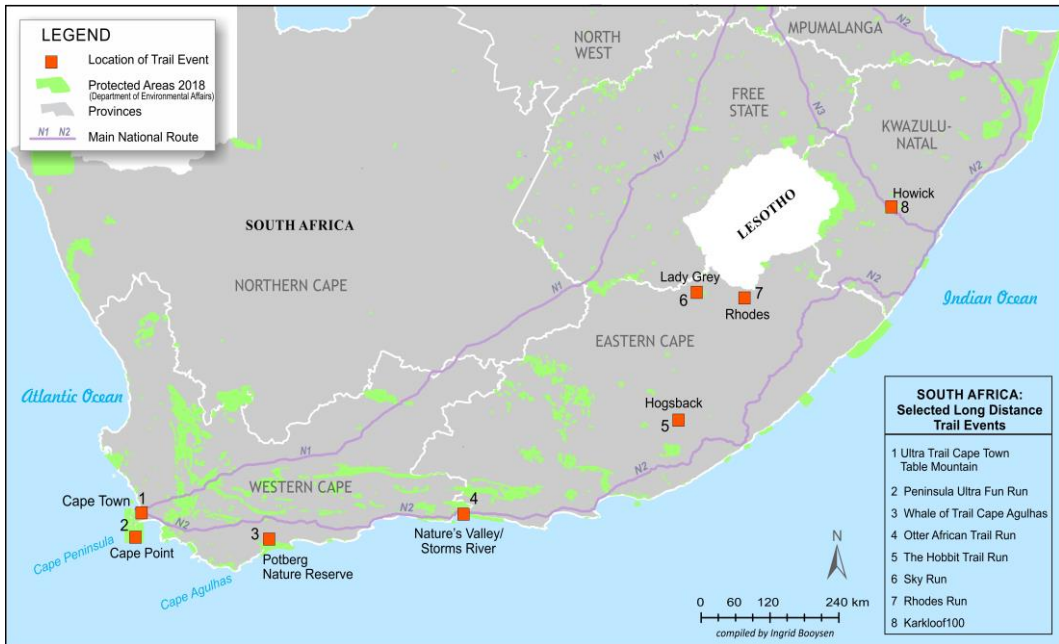 LEGEND
Location of Trail Event
Protected Areas 2018
(Department of Environmental Affairs)
Provinces
N1 N2
Main National Route
N2
MPUMALANGA
NORTH
WEST
FREE
STATE
N3
KWAZULU-
NATAL
N1
N2
Howick
8
SOUTH AFRICA
LESOTHO
NORTHERN CAPE
Lady Grey
6
7
Rhodes
N2
Indian Ocean
N1
EASTERN CAPE
Atlantic Ocean
Hogsback
5
N1
N2
WESTERN CAPE
Cape Town
1
N2
N2
4
Nature's Valley/
Storms River
2
Cape Point
Cape Peninsula
3
Potberg
Nature Reserve
Cape Agulhas
SOUTH AFRICA:
Selected Long Distance
Trail Events
1 Ultra Trail Cape Town
Table Mountain
2 Peninsula Ultra Fun Run
3 Whale of Trail Cape Agulhas
4 Otter African Trail Run
5 The Hobbit Trail Run
6 Sky Run
7 Rhodes Run
8 Karkloof100
N
0 60 120 240 km
compiled by Ingrid Booysen